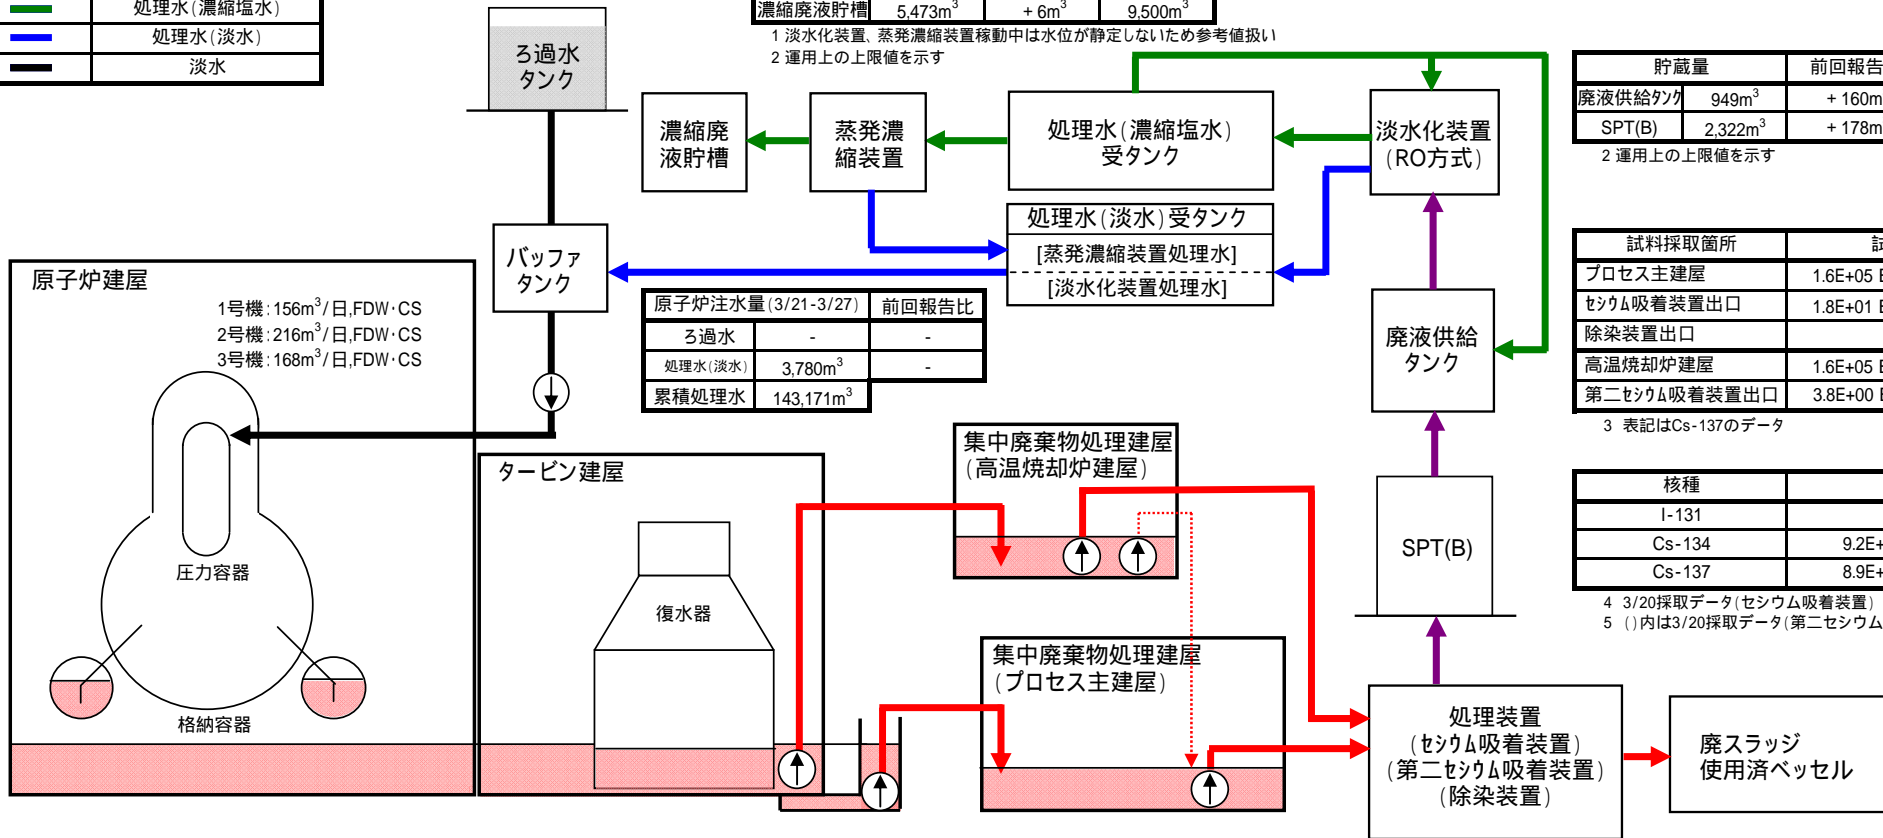 処理水(濃縮塩水)
処理水(淡水)
淡水
濃縮廃液貯槽 5,473m³ +6m³ 9,500m³
1 淡水化装置、蒸発濃縮装置稼動中は水位が静定しないため参考値扱い
2 運用上の上限値を示す
ろ過水
タンク
濃縮廃
液貯槽
蒸発濃
縮装置
処理水(濃縮塩水)
受タンク
淡水化装置
(RO方式)
貯蔵量 前回報告
廃液供給タンク 949m³ +160m
SPT(B) 2,322m³ +178m
2 運用上の上限値を示す
処理水(淡水)受タンク
[蒸発濃縮装置処理水]
[淡水化装置処理水]
バッファ
タンク
原子炉建屋
1号機:156m³/日,FDW・CS
2号機:216m³/日,FDW・CS
3号機:168m³/日,FDW・CS
原子炉注水量(3/21-3/27) 前回報告比
ろ過水 - -
処理水(淡水) 3,780m³ -
累積処理水 143,171m³
廃液供給
タンク
試料採取箇所
プロセス主建屋 1.6E+05
セシウム吸着装置出口 1.8E+01
除染装置出口
高温焼却炉建屋 1.6E+05
第二セシウム吸着装置出口 3.8E+00
3 表記はCs-137のデータ
集中廃棄物処理建屋
(高温焼却炉建屋)
タービン建屋
核種
I-131
Cs-134 9.2E+
Cs-137 8.9E+
4 3/20採取データ(セシウム吸着装置)
5 ()内は3/20採取データ(第二セシウム
SPT(B)
圧力容器
復水器
集中廃棄物処理建屋
(プロセス主建屋)
格納容器
処理装置
(セシウム吸着装置)
(第二セシウム吸着装置)
(除染装置)
廃スラッジ
使用済ベッセル